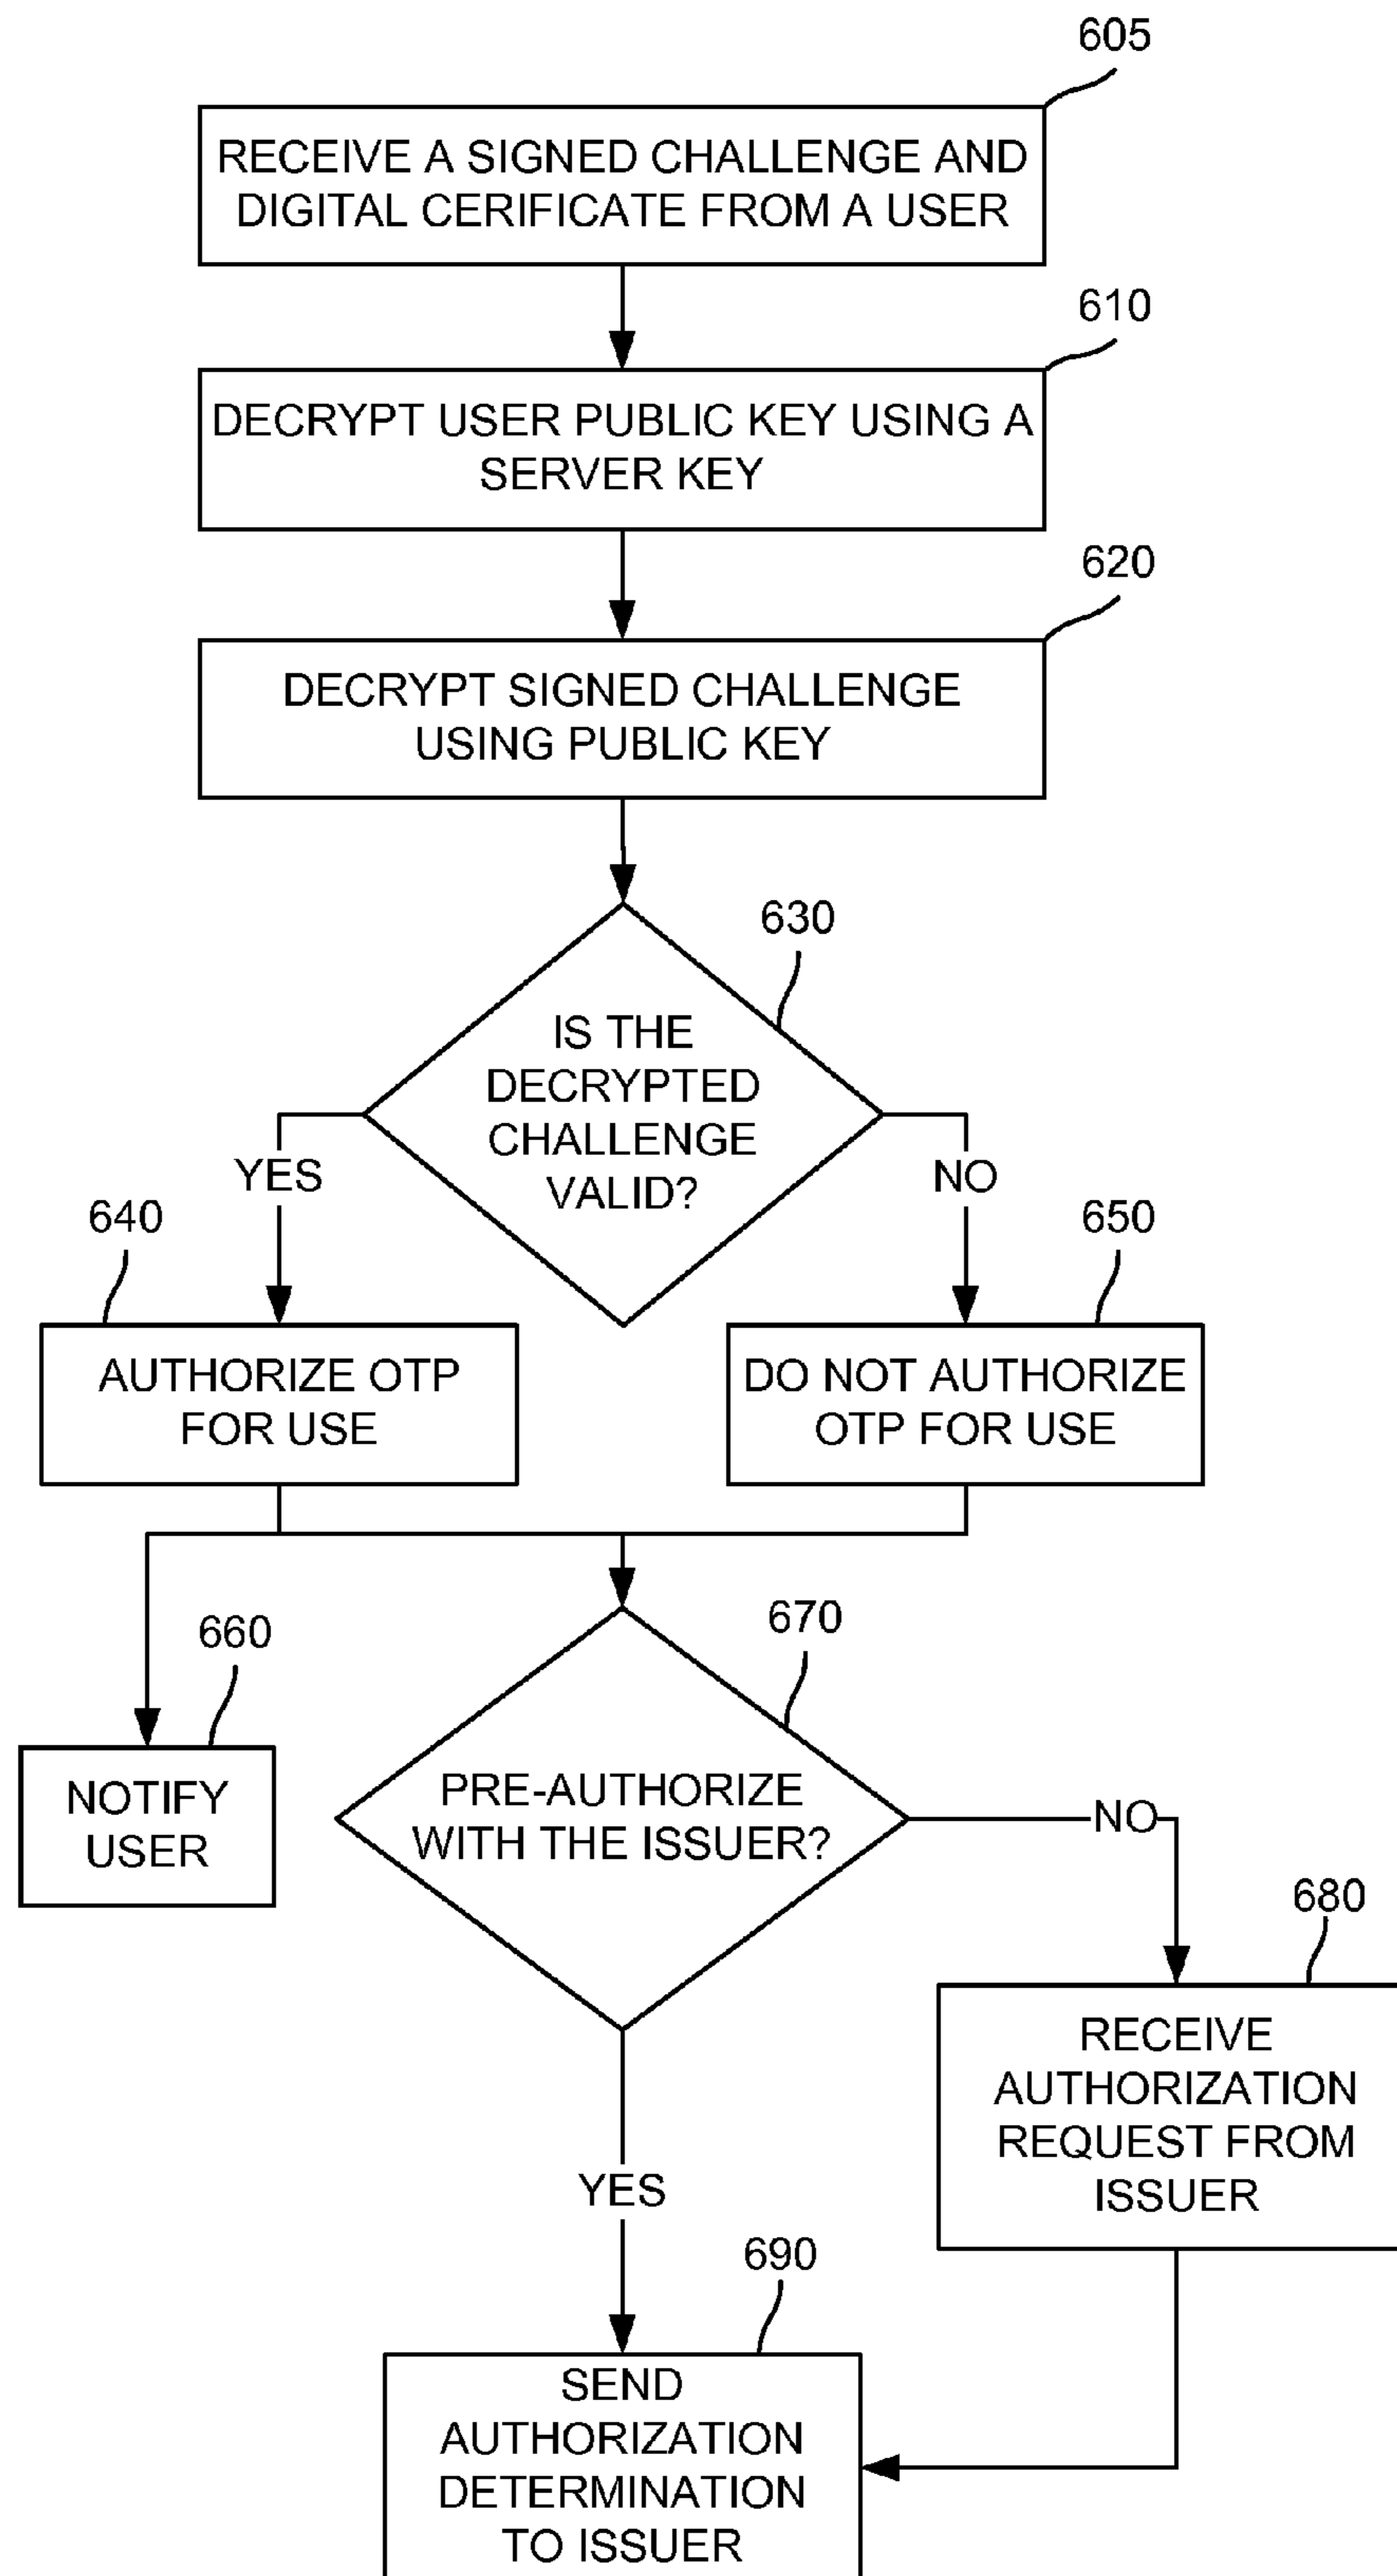 605
RECEIVE A SIGNED CHALLENGE AND
DIGITAL CERIFICATE FROM A USER
610
DECRYPT USER PUBLIC KEY USING A
SERVER KEY
620
DECRYPT SIGNED CHALLENGE
USING PUBLIC KEY
630
IS THE
DECRYPTED
CHALLENGE
VALID?
YES
NO
640
650
AUTHORIZE OTP
FOR USE
DO NOT AUTHORIZE
OTP FOR USE
660
670
NOTIFY
USER
PRE-AUTHORIZE
WITH THE ISSUER?
NO
680
RECEIVE
AUTHORIZATION
REQUEST FROM
ISSUER
YES
690
SEND
AUTHORIZATION
DETERMINATION
TO ISSUER